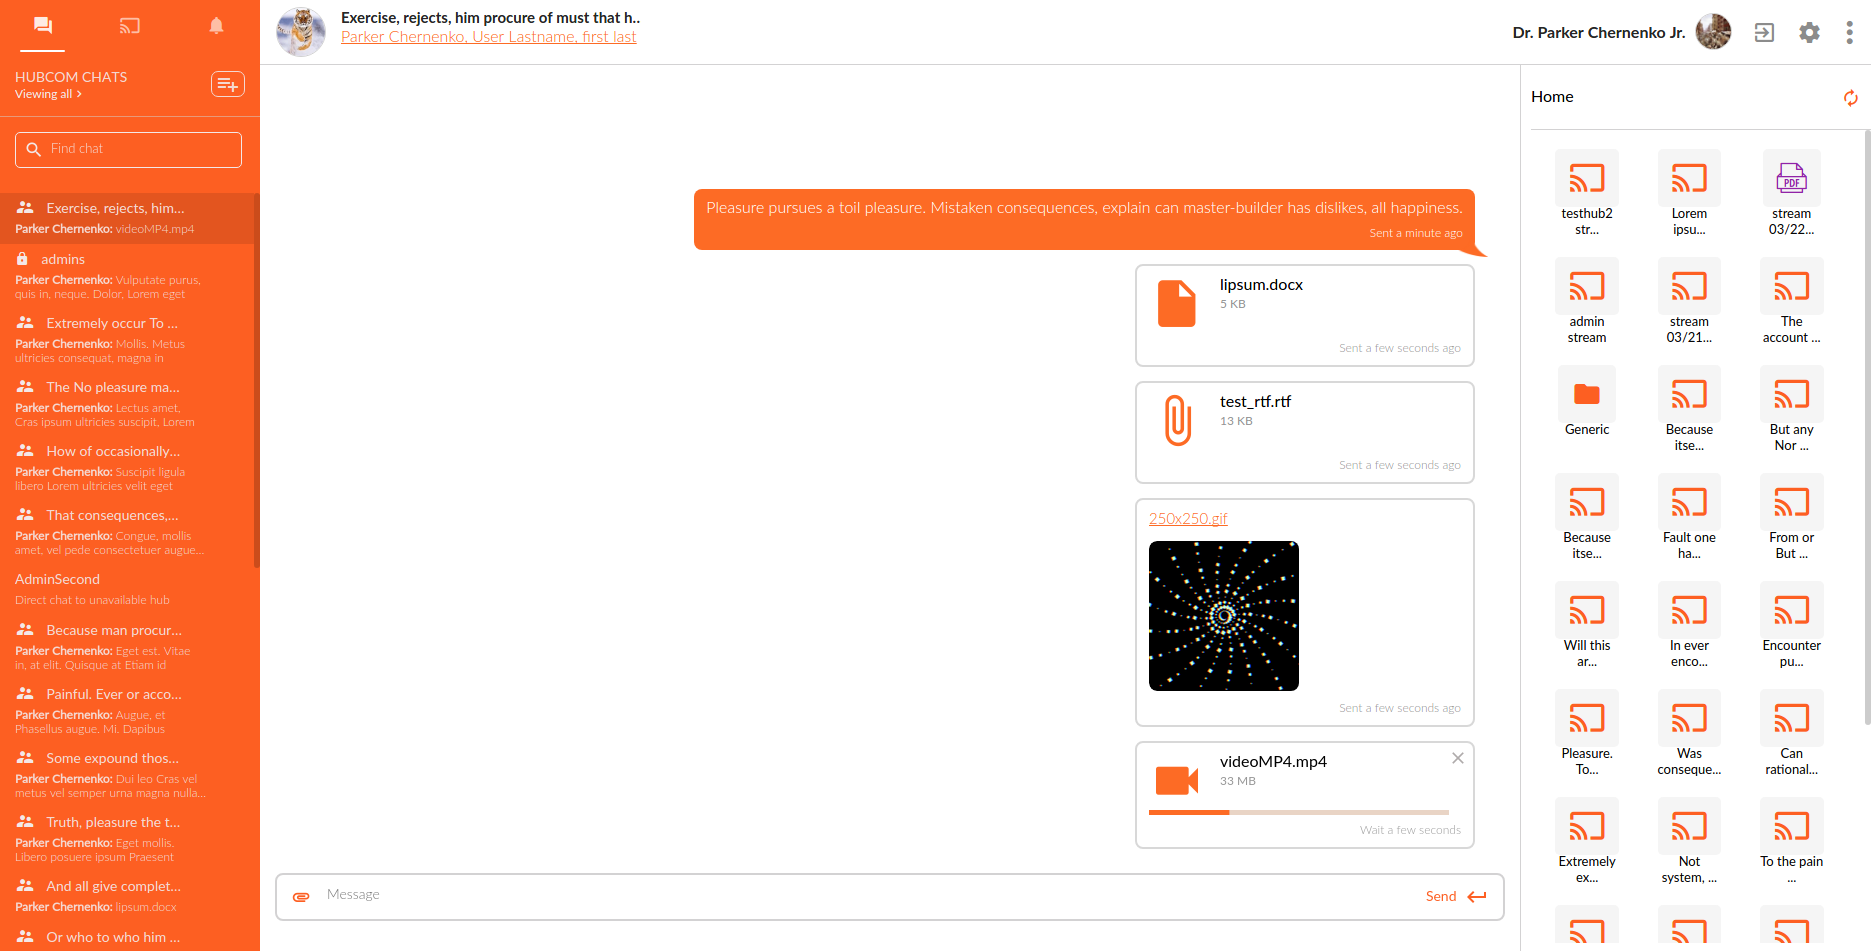 HUBCOM CHATS
Viewing all
Find chat
Exercise, rejects, him...
Parker Chernenko: videoMP4.mp4
admins
Parker Chernenko: Vulputate purus,
quis in, neque. Dolor, Lorem eget
Extremely occur To ...
Parker Chernenko: Mollis. Metus
ultricies consequat, magna in
The No pleasure ma...
Parker Chernenko: Lectus amet,
Cras ipsum ultricies suscipit, Lorem
How of occasionally...
Parker Chernenko: Suscipit ligula
libero Lorem ultricies velit eget
That consequences,...
Parker Chernenko: Congue, mollis
amet, vel pede consectetuer augue...
AdminSecond
Direct chat to unavailable hub
Because man procur...
Parker Chernenko: Eget est. Vitae
in, at elit. Quisque at Etiam id
Painful. Ever or acco...
Parker Chernenko: Augue, et
Phasellus augue, Mi. Dapibus
Some expound thos...
Parker Chernenko: Dui leo Cras vel
metus vel semper urna magna nulla...
Truth, pleasure the t...
Parker Chernenko: Eget mollis.
Libero posuere ipsum Praesent
And all give complet...
Parker Chernenko: lipsum.docx
Or who to who him ...
Exercise, rejects, him procure of must that h..
Parker Chernenko, User Lastname, first last
Dr. Parker Chernenko Jr.
Pleasure pursues a toil pleasure. Mistaken consequences, explain can master-builder has dislikes, all happiness.
Sent a minute ago
lipsum.docx
5 KB
Sent a few seconds ago
test_rtf.rtf
13 KB
Sent a few seconds ago
250x250.gif
Sent a few seconds ago
videoMP4.mp4
33 MB
Wait a few seconds
Message
Send
Home
testhub2
str...
Lorem
ipsu...
PDF
stream
03/22...
admin
stream
stream
03/21...
The
account ...
Generic
Because
itse...
But any
Nor ...
Because
itse...
Fault one
ha...
From or
But ...
Will this
ar...
In ever
enco...
Encounter
pu...
Pleasure.
To...
Was
conseque...
Can
rational...
Extremely
ex...
Not
system, ...
To the pain
...